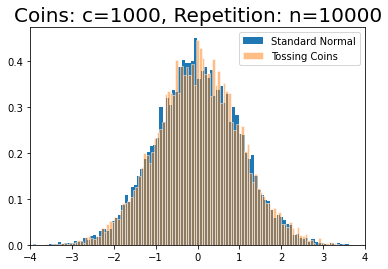 Coins: c=1000, Repetition: n=10000
Standard Normal
Tossing Coins
0.4
0.3
0.2
0.1
0.0
−4 −3 −2 −1 0 1 2 3 4